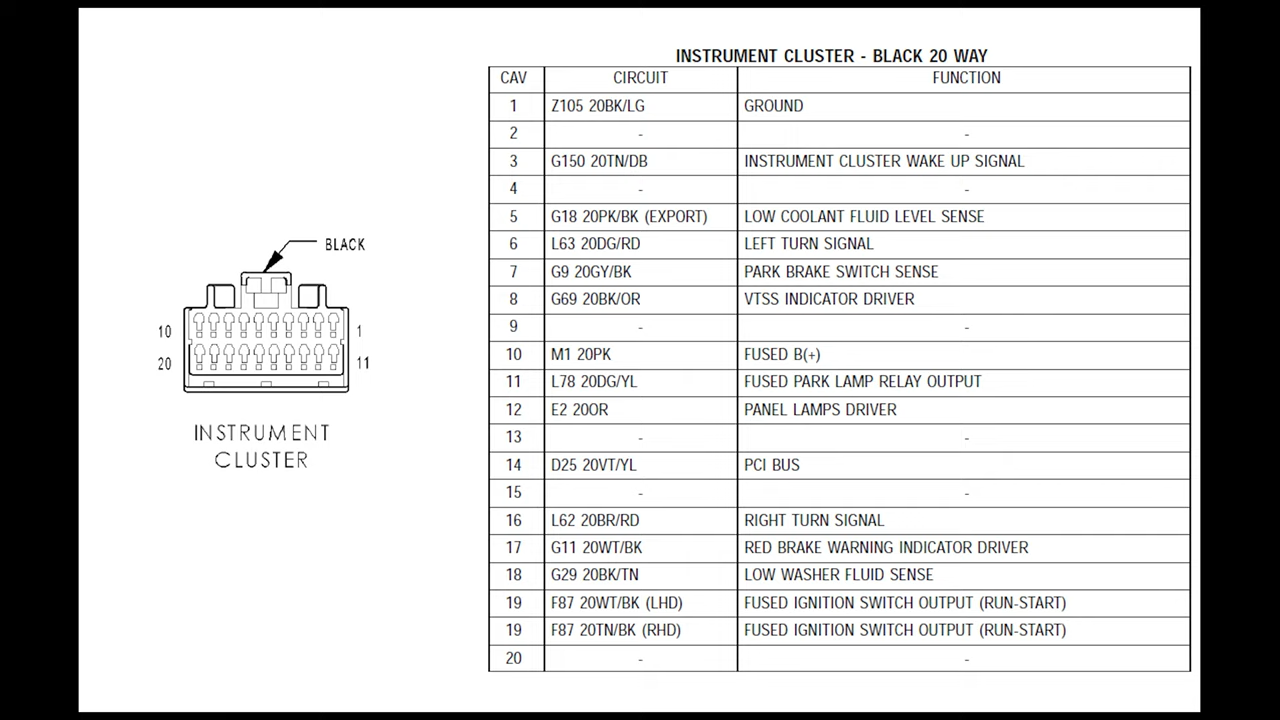 INSTRUMENT CLUSTER - BLACK 20 WAY
CAV CIRCUIT FUNCTION
1 Z105 20BK/LG GROUND
2 - -
3 G150 20TN/DB INSTRUMENT CLUSTER WAKE UP SIGNAL
4 - -
5 G18 20PK/BK (EXPORT) LOW COOLANT FLUID LEVEL SENSE
6 L63 20DG/RD LEFT TURN SIGNAL
7 G9 20GY/BK PARK BRAKE SWITCH SENSE
8 G69 20BK/OR VTSS INDICATOR DRIVER
9 - -
10 M1 20PK FUSED B(+)
11 L78 20DG/YL FUSED PARK LAMP RELAY OUTPUT
12 E2 20OR PANEL LAMPS DRIVER
13 - -
14 D25 20VT/YL PCI BUS
15 - -
16 L62 20BR/RD RIGHT TURN SIGNAL
17 G11 20WT/BK RED BRAKE WARNING INDICATOR DRIVER
18 G29 20BK/TN LOW WASHER FLUID SENSE
19 F87 20WT/BK (LHD) FUSED IGNITION SWITCH OUTPUT (RUN-START)
19 F87 20TN/BK (RHD) FUSED IGNITION SWITCH OUTPUT (RUN-START)
20 - -
BLACK
10 1
20 11
INSTRUMENT
CLUSTER